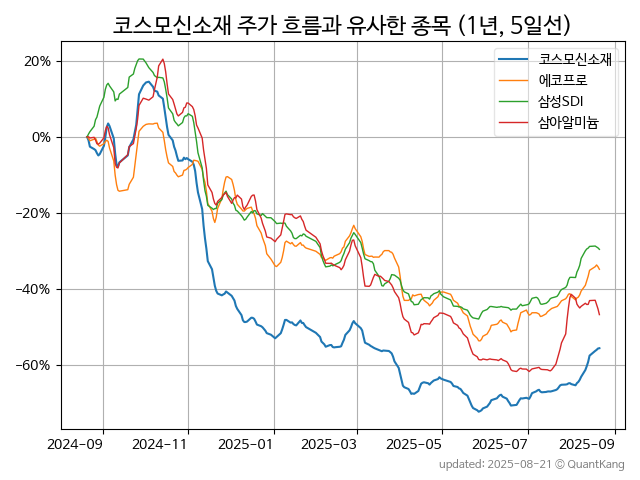 코스모신소재 주가 흐름과 유사한 종목 (1년, 5일선)
코스모신소재
에코프로
삼성SDI
삼아알미늄
20%
0%
−20%
−40%
−60%
2024−09
2024−11
2025−01
2025−03
2025−05
2025−07
2025−09
updated: 2025-08-21 © QuantKang